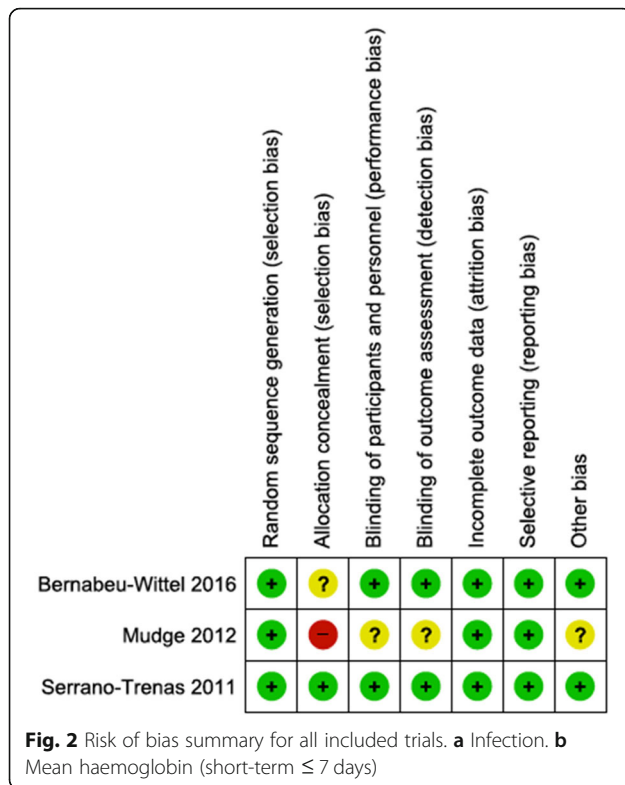 Random sequence generation (selection bias)
Allocation concealment (selection bias)
Blinding of participants and personnel (performance bias)
Blinding of outcome assessment (detection bias)
Incomplete outcome data (attrition bias)
Selective reporting (reporting bias)
Other bias
Bernabeu-Wittel 2016 + ? + + + + +
Mudge 2012 + − ? ? + + ?
Serrano-Trenas 2011 + + + + + + +
Fig. 2 Risk of bias summary for all included trials. a Infection. b
Mean haemoglobin (short-term ≤ 7 days)